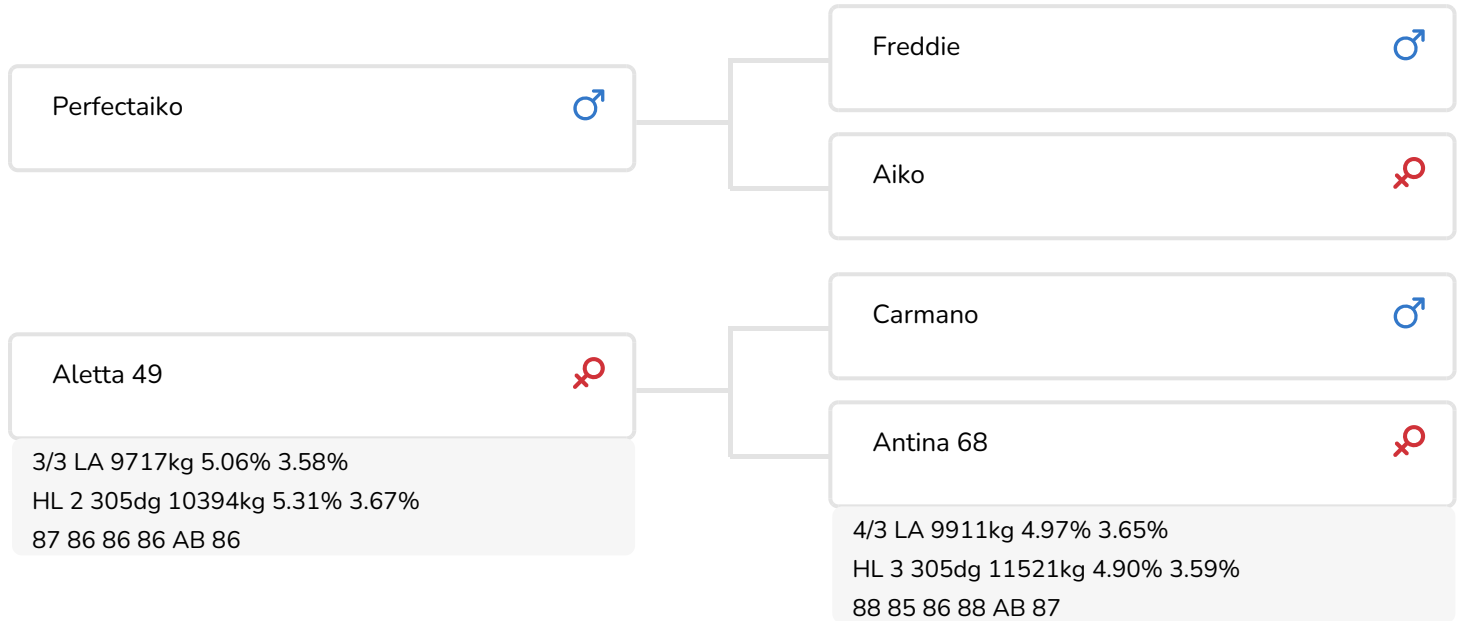 Freddie
Perfectaiko
Aiko
Carmano
Aletta 49
3/3 LA 9717kg 5.06% 3.58%
HL 2 305dg 10394kg 5.31% 3.67%
87 86 86 86 AB 86
Antina 68
4/3 LA 9911kg 4.97% 3.65%
HL 3 305dg 11521kg 4.90% 3.59%
88 85 86 88 AB 87